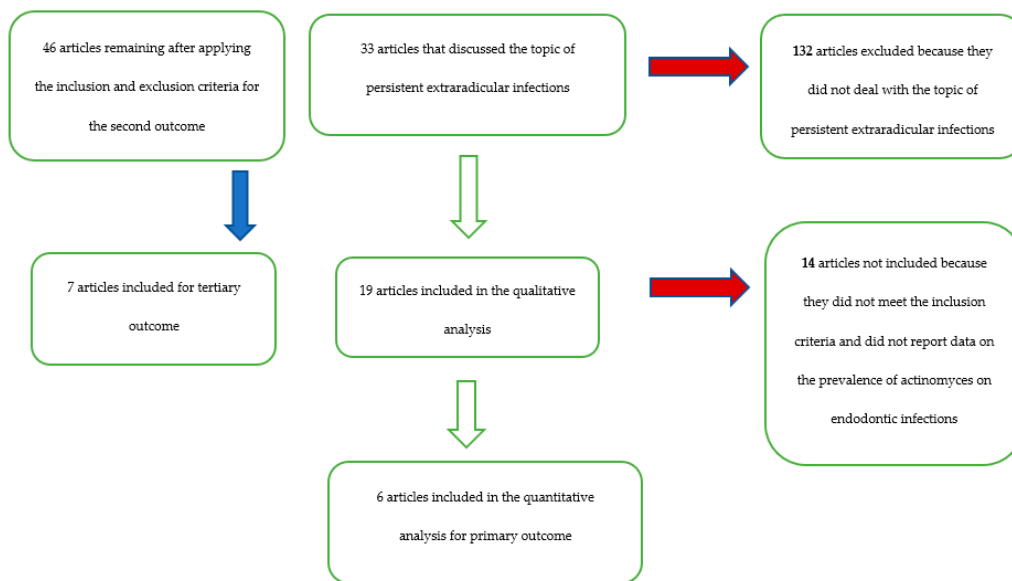 46 articles remaining after applying
the inclusion and exclusion criteria for
the second outcome
33 articles that discussed the topic of
persistent extraradicular infections
132 articles excluded because they
did not deal with the topic of
persistent extraradicular infections
7 articles included for tertiary
outcome
19 articles included in the qualitative
analysis
14 articles not included because
they did not meet the inclusion
criteria and did not report data on
the prevalence of actinomyces on
endodontic infections
6 articles included in the quantitative
analysis for primary outcome